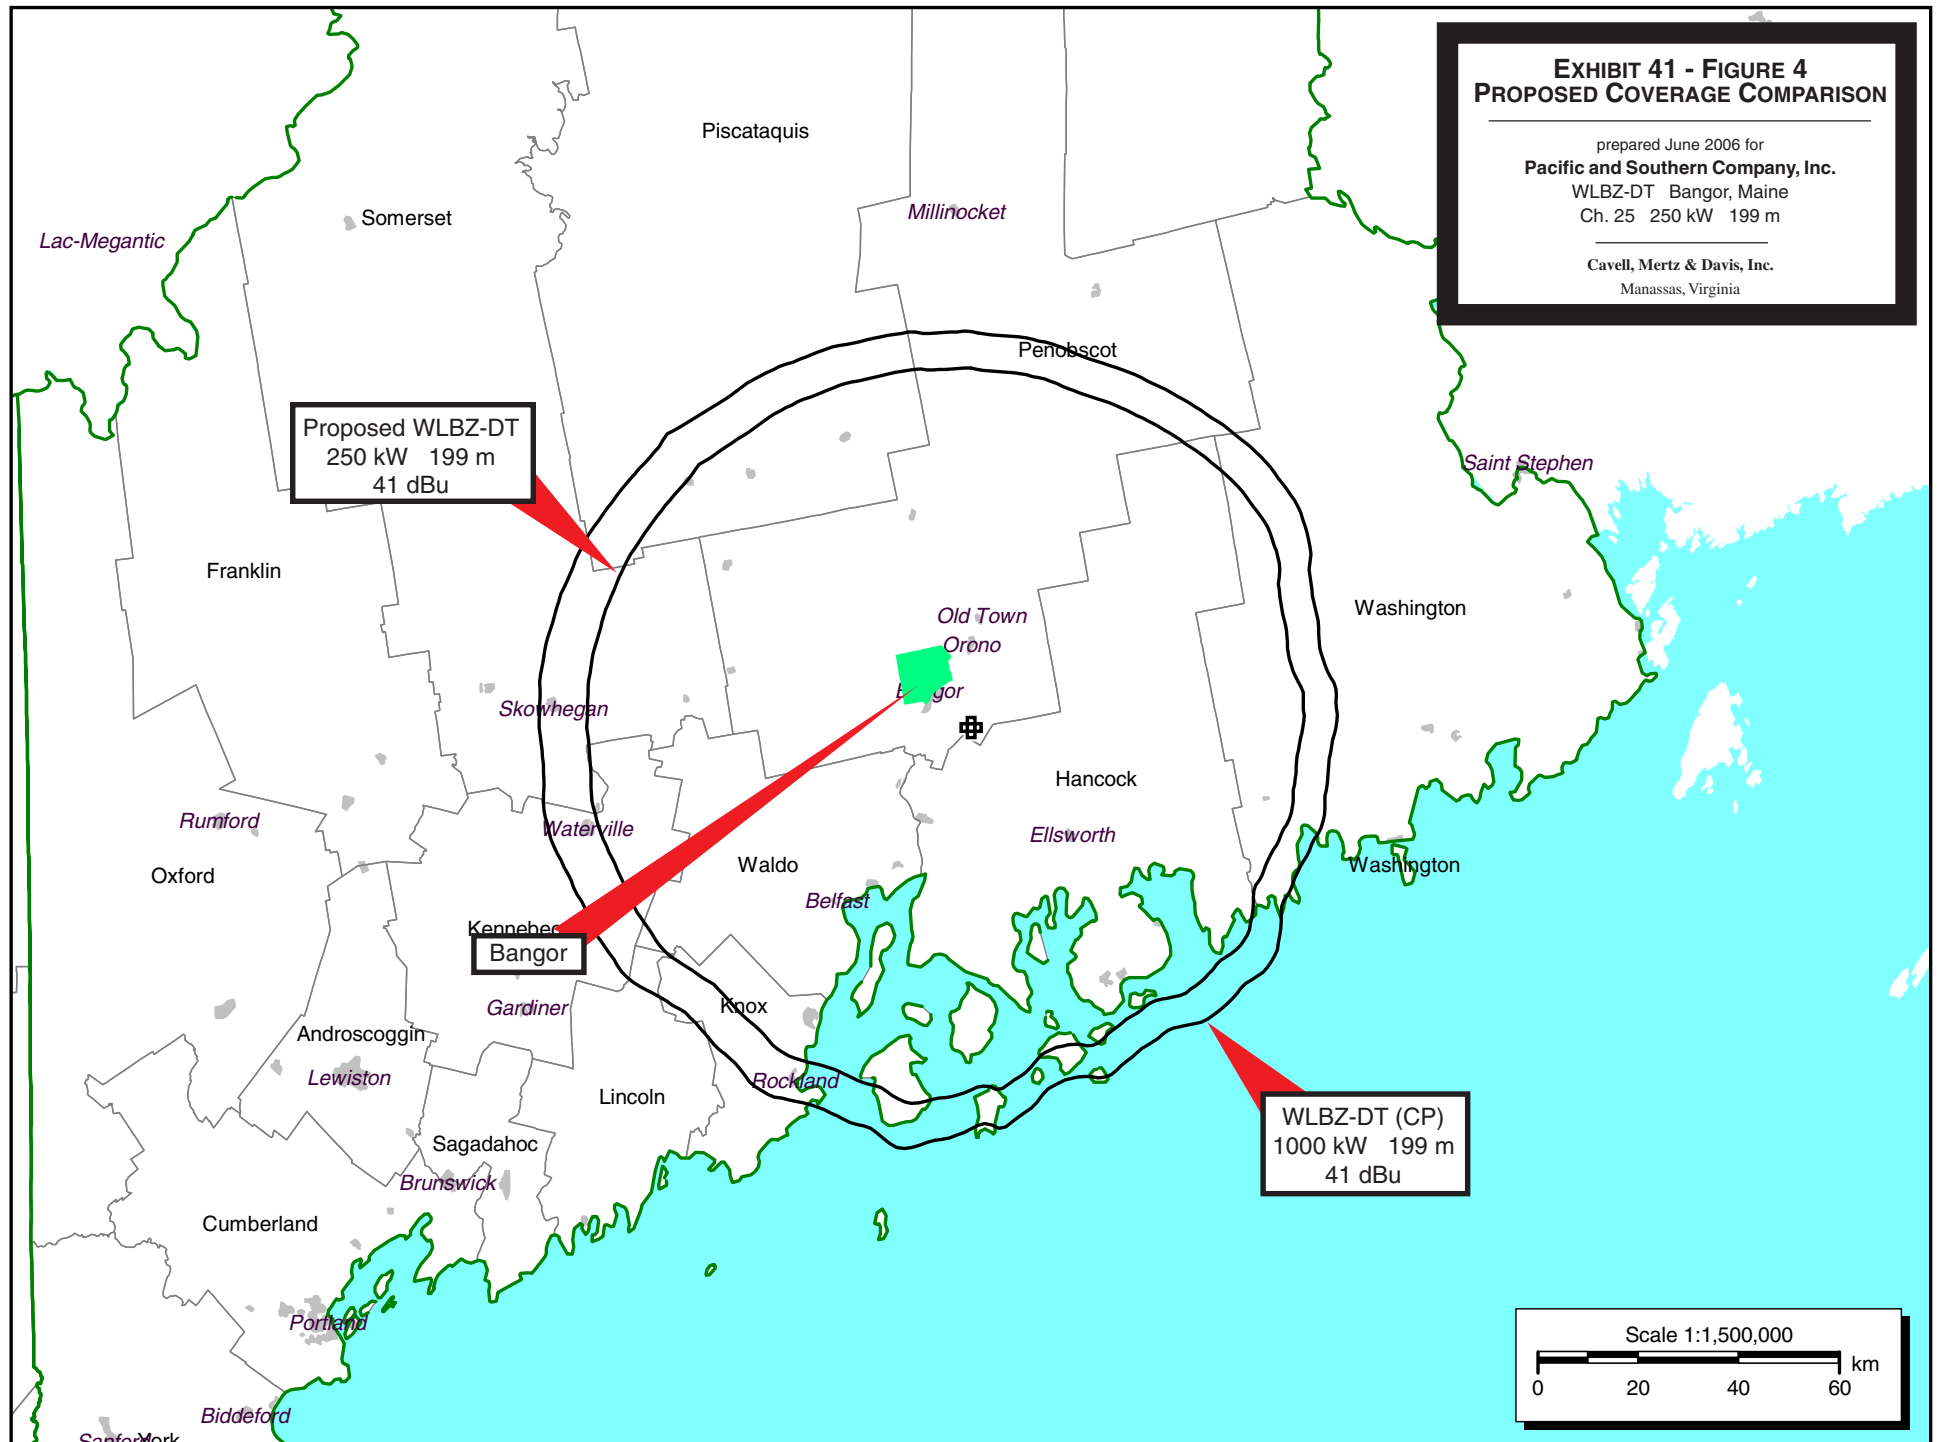 EXHIBIT 41 - FIGURE 4
PROPOSED COVERAGE COMPARISON
prepared June 2006 for
Pacific and Southern Company, Inc.
WLBZ-DT Bangor, Maine
Ch. 25 250 kW 199 m
Cavell, Mertz & Davis, Inc.
Manassas, Virginia
Piscataquis
Somerset
Millinocket
Lac-Megantic
Penobscot
Proposed WLBZ-DT
250 kW 199 m
41 dBu
Saint Stephen
Franklin
Washington
Old Town
Orono
Bangor
Skowhegan
Hancock
Rumford
Waterville
Ellsworth
Oxford
Waldo
Washington
Belfast
Kennebec
Bangor
Gardiner
Knox
Androscoggin
Lewiston
Rockland
Lincoln
WLBZ-DT (CP)
1000 kW 199 m
41 dBu
Sagadahoc
Brunswick
Cumberland
Portland
Scale 1:1,500,000
km
0 20 40 60
Biddeford
Sanford
York